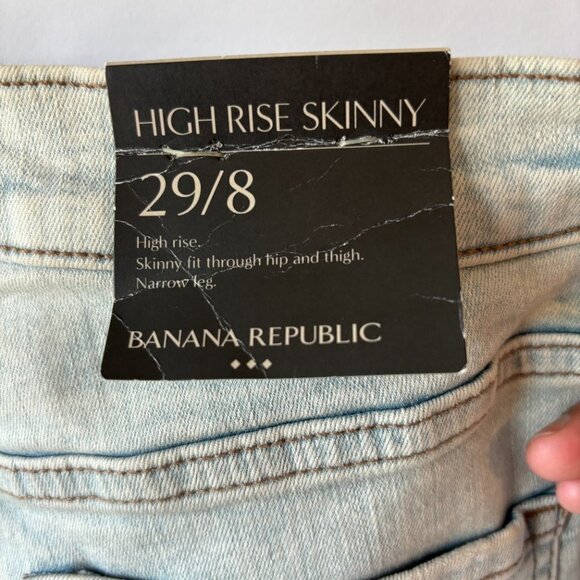 HIGH RISE SKINNY
29/8
High rise.
Skinny fit through hip and thigh.
Narrow leg.
BANANA REPUBLIC